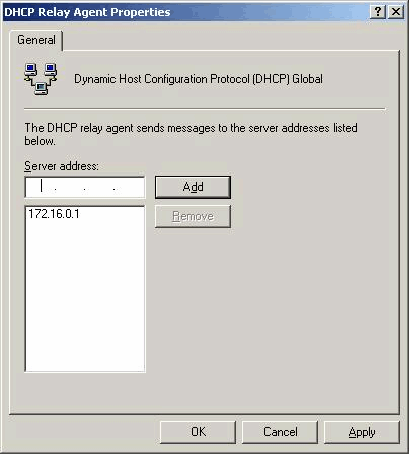 DHCP Relay Agent Properties
General
Dynamic Host Configuration Protocol (DHCP) Global
The DHCP relay agent sends messages to the server addresses listed
below.
Server address:
. . .
Add
172.16.0.1
Remove
OK Cancel Apply